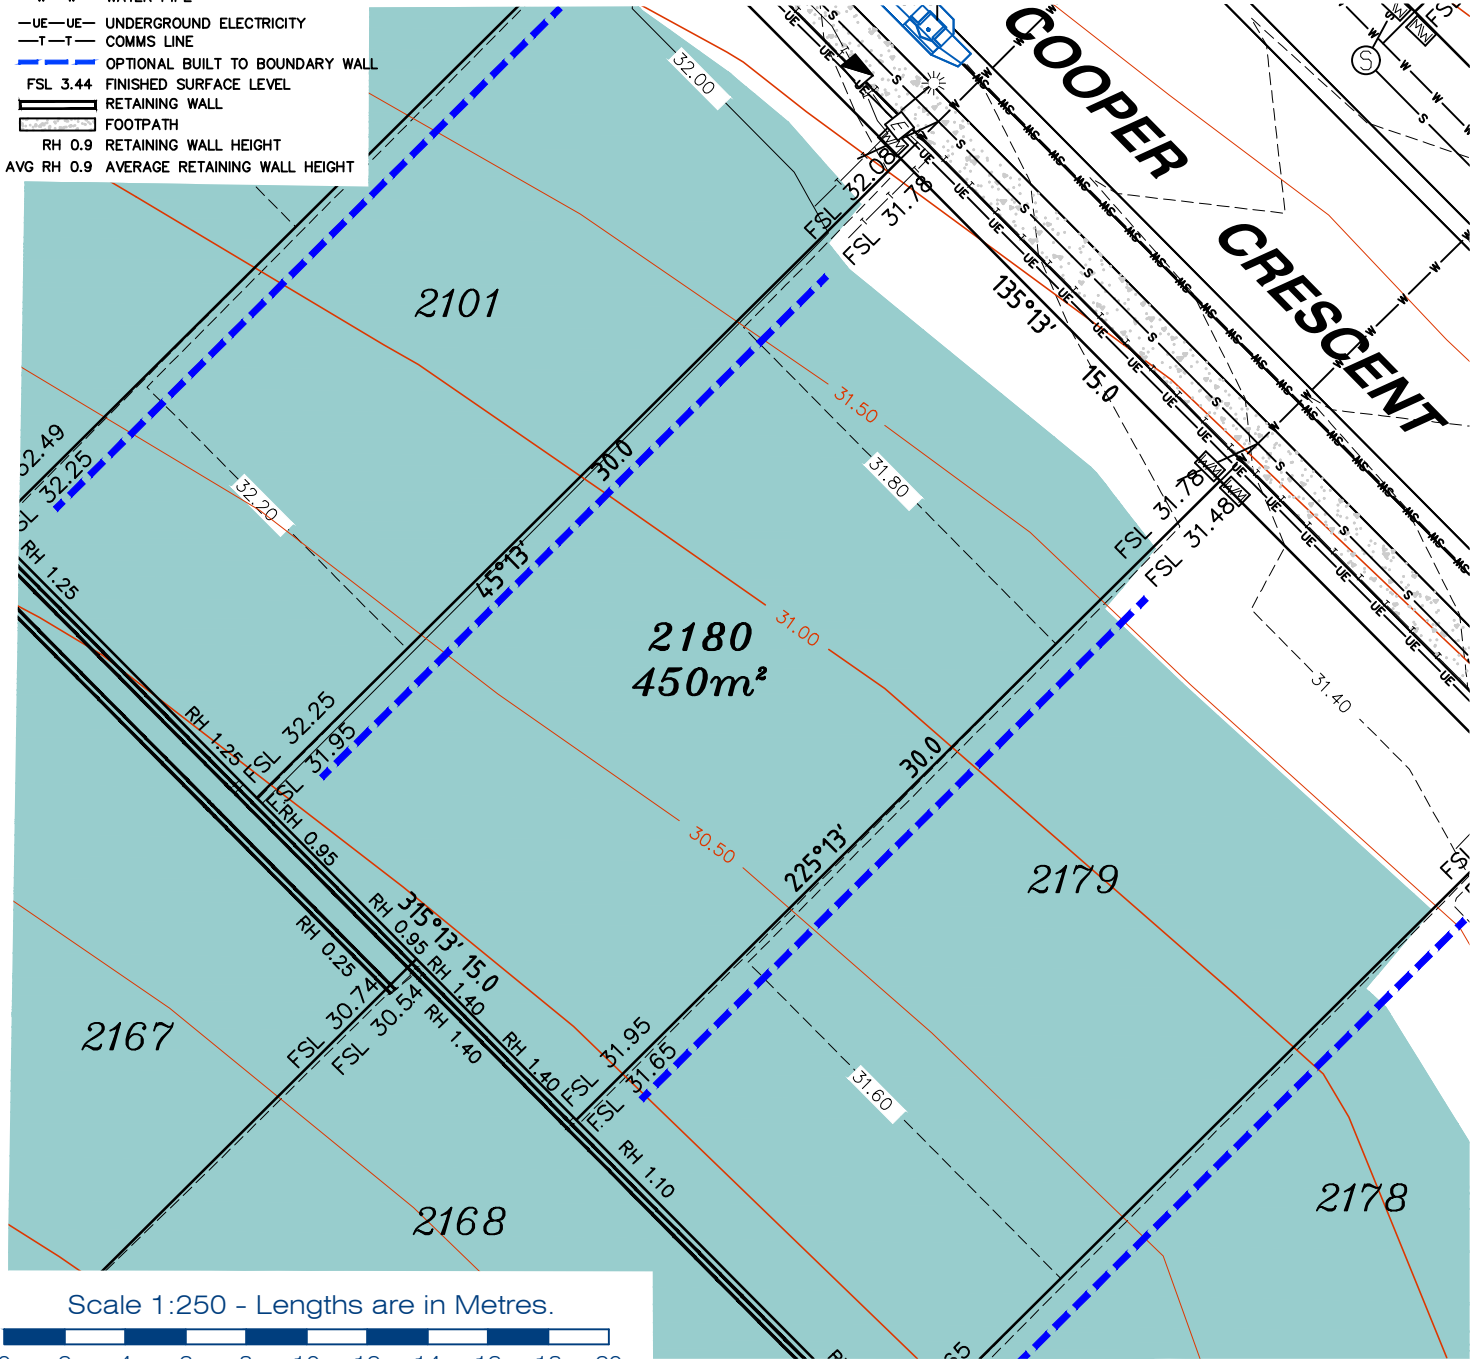 UE UE UNDERGROUND ELECTRICITY
T T COMMS LINE
OPTIONAL BUILT TO BOUNDARY WALL
FSL 3.44 FINISHED SURFACE LEVEL
RETAINING WALL
FOOTPATH
RH 0.9 RETAINING WALL HEIGHT
AVG RH 0.9 AVERAGE RETAINING WALL HEIGHT
COOPER
CRESCENT
32.00
FSL 31.78
135°13'
15.0
2101
31.50
31.80
32.25
32.20
30.0
45°13'
RH 1.25
FSL 31.78
FSL 31.48
2180
450m²
31.00
31.40
RH 1.25
FSL 32.25
FSL 31.95
30.0
RH 0.95
30.50
225°13'
2179
RH 0.95
315°13' 15.0
RH 0.25
RH 1.40
RH 1.40
FSL 30.74
FSL 30.54
2167
RH 1.40
FSL 31.95
FSL 31.65
31.60
RH 1.10
2168
2178
Scale 1:250 - Lengths are in Metres.